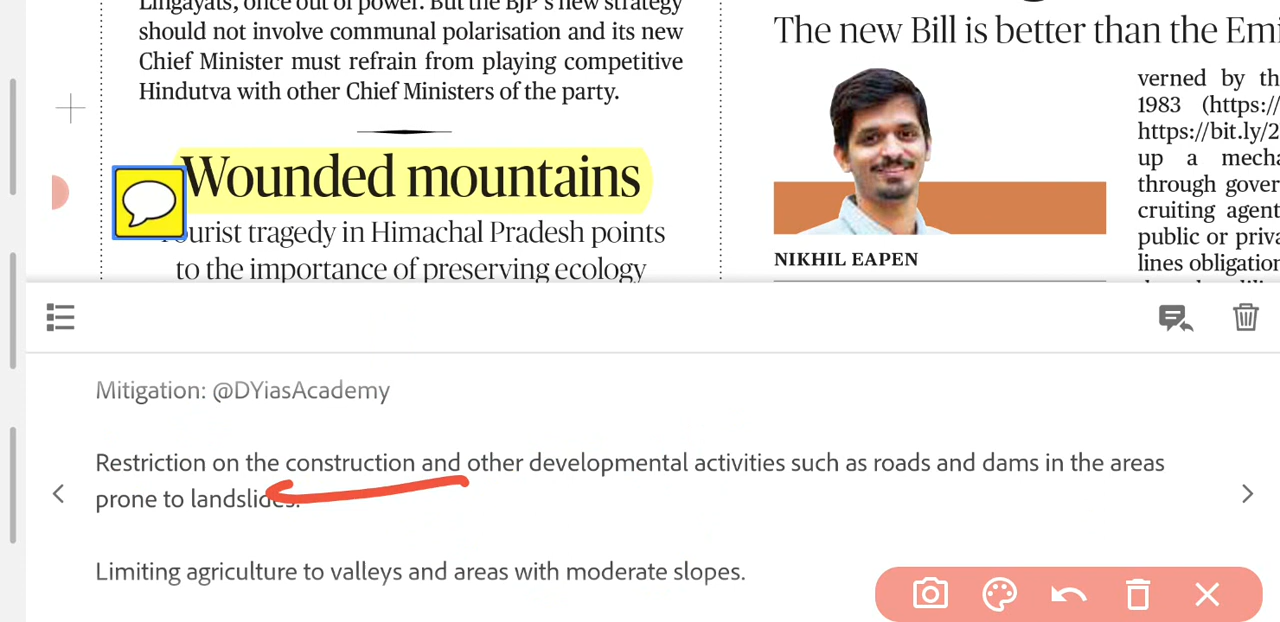 Lingayats, once out of power. But the BJP's new strategy
should not involve communal polarisation and its new
Chief Minister must refrain from playing competitive
Hindutva with other Chief Ministers of the party.
Wounded mountains
Tourist tragedy in Himachal Pradesh points
to the importance of preserving ecology
The new Bill is better than the Emi
NIKHIL EAPEN
verned by th
1983 (https://
https://bit.ly/2
up a mecha
through gover
cruiting agent
public or priva
lines obligation
Mitigation: @DYiasAcademy
Restriction on the construction and other developmental activities such as roads and dams in the areas
prone to landslides.
Limiting agriculture to valleys and areas with moderate slopes.